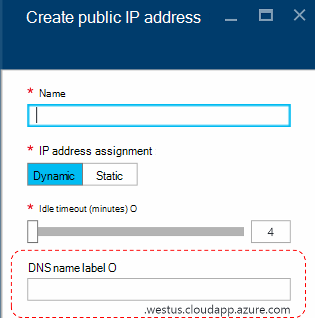 Create public IP address
* Name
* IP address assignment
Dynamic Static
* Idle timeout (minutes) O
4
DNS name label O
.westus.cloudapp.azure.com